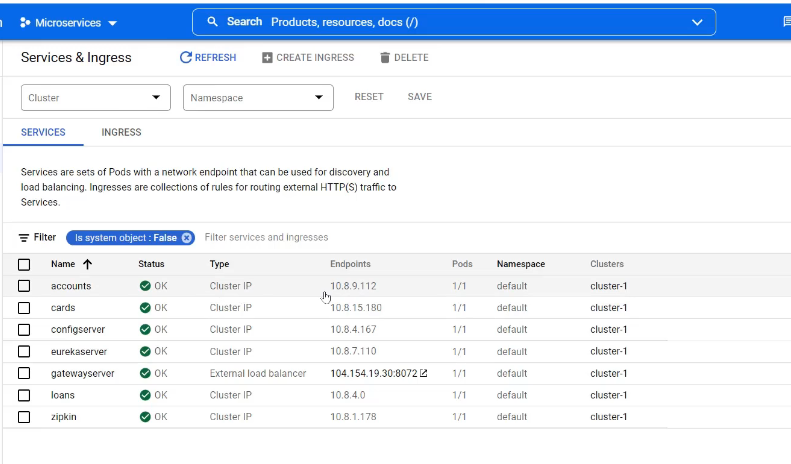 Microservices
Search Products, resources, docs (/)
Services & Ingress REFRESH CREATE INGRESS DELETE
Cluster Namespace RESET SAVE
SERVICES INGRESS
Services are sets of Pods with a network endpoint that can be used for discovery and
load balancing. Ingresses are collections of rules for routing external HTTP(S) traffic to
Services.
Filter Is system object : False Filter services and ingresses
Name Status Type Endpoints Pods Namespace Clusters
accounts OK Cluster IP 10.8.9.112 1/1 default cluster-1
cards OK Cluster IP 10.8.15.180 1/1 default cluster-1
configserver OK Cluster IP 10.8.4.167 1/1 default cluster-1
eurekaserver OK Cluster IP 10.8.7.110 1/1 default cluster-1
gatewayserver OK External load balancer 104.154.19.30:8072 1/1 default cluster-1
loans OK Cluster IP 10.8.4.0 1/1 default cluster-1
zipkin OK Cluster IP 10.8.1.178 1/1 default cluster-1